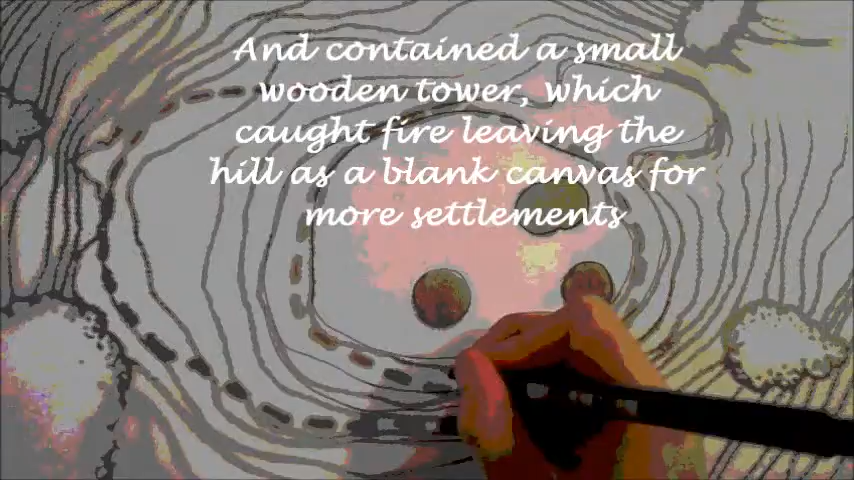 And contained a small
wooden tower, which
caught fire leaving the
hill as a blank canvas for
more settlements